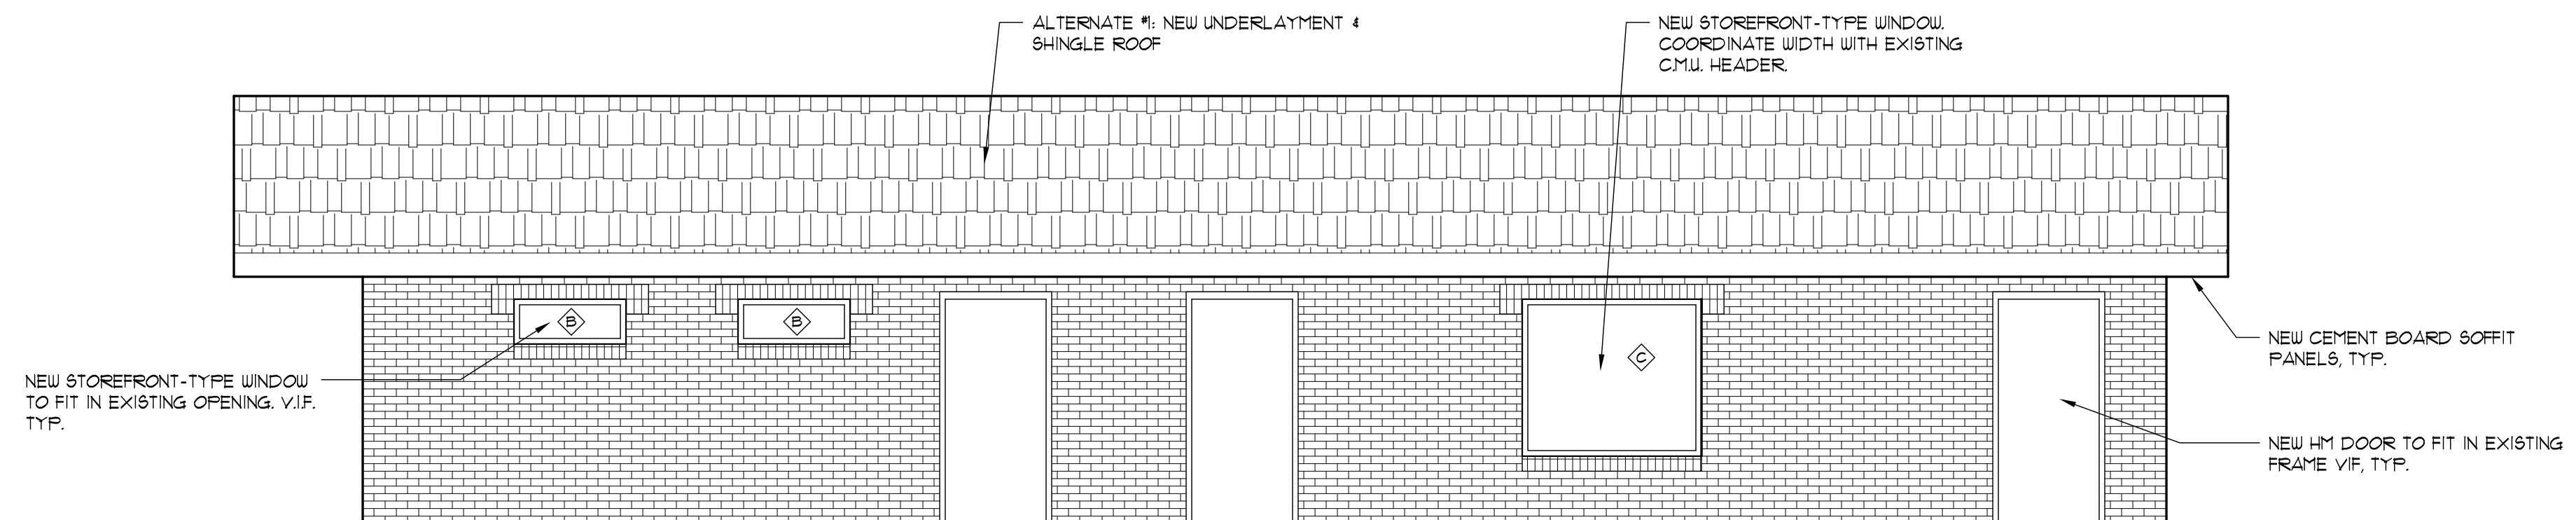 ALTERNATE #1: NEW UNDERLAYMENT &
SHINGLE ROOF
NEW STOREFRONT-TYPE WINDOW.
COORDINATE WIDTH WITH EXISTING
C.M.U. HEADER.
B
B
C
NEW STOREFRONT-TYPE WINDOW
TO FIT IN EXISTING OPENING. V.I.F.
TYP.
NEW CEMENT BOARD SOFFIT
PANELS, TYP.
NEW HM DOOR TO FIT IN EXISTING
FRAME VIF, TYP.